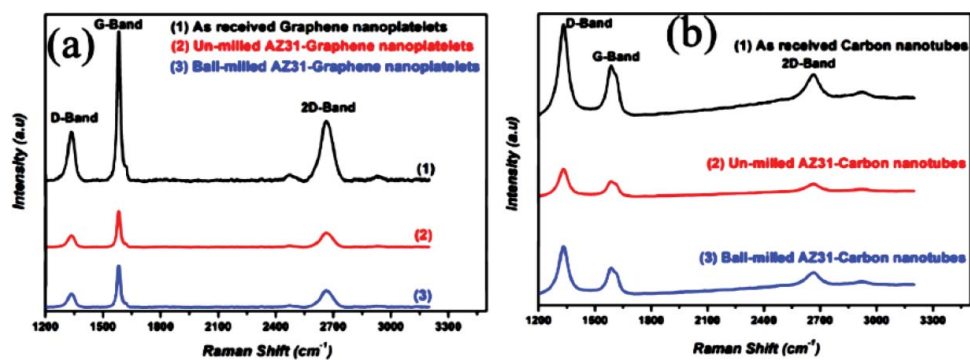 (a)
G-Band
(1) As received Graphene nanoplatelets
(2) Un-milled AZ31-Graphene nanoplatelets
(3) Ball-milled AZ31-Graphene nanoplatelets
D-Band
2D-Band
(1)
(2)
(3)
Intensity (a.u)
1200 1500 1800 2100 2400 2700 3000 3300
Raman Shift (cm⁻¹)
D-Band
(b)
(1) As received Carbon nanotubes
G-Band
2D-Band
(2) Un-milled AZ31-Carbon nanotubes
(3) Ball-milled AZ31-Carbon nanotubes
Intensity (a.u)
1200 1500 1800 2100 2400 2700 3000 3300
Raman Shift (cm⁻¹)